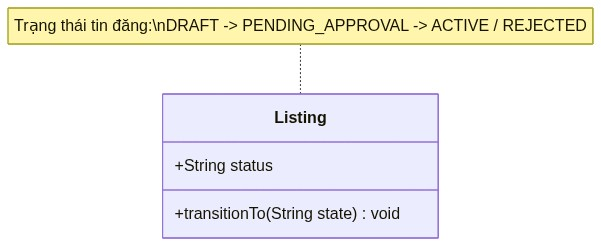 Trạng thái tin đăng:\nDRAFT -> PENDING_APPROVAL -> ACTIVE / REJECTED
Listing
+String status
+transitionTo(String state) : void